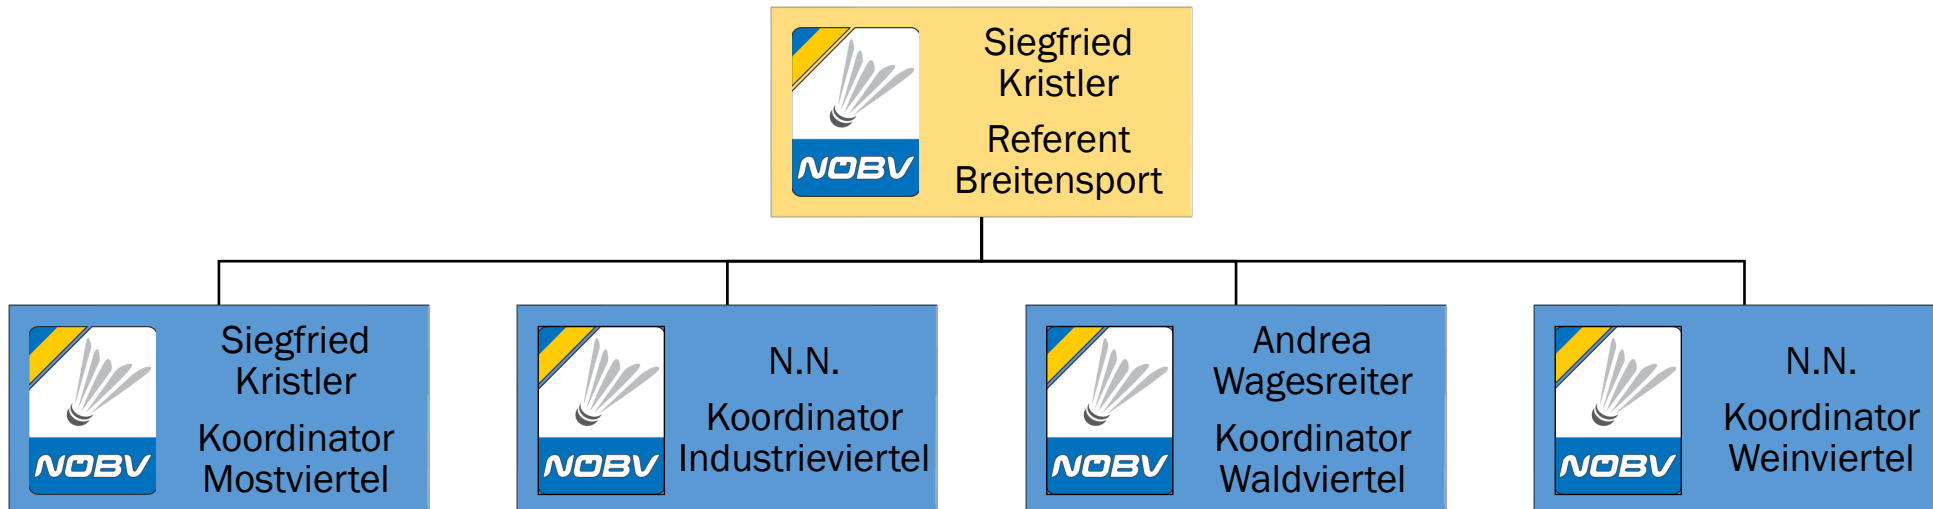 Siegfried
Kristler
Referent
Breitensport
NÖBV
Siegfried
Kristler
Koordinator
Mostviertel
NÖBV
N.N.
Koordinator
Industrieviertel
NÖBV
Andrea
Wagesreiter
Koordinator
Waldviertel
NÖBV
N.N.
Koordinator
Weinviertel
NÖBV